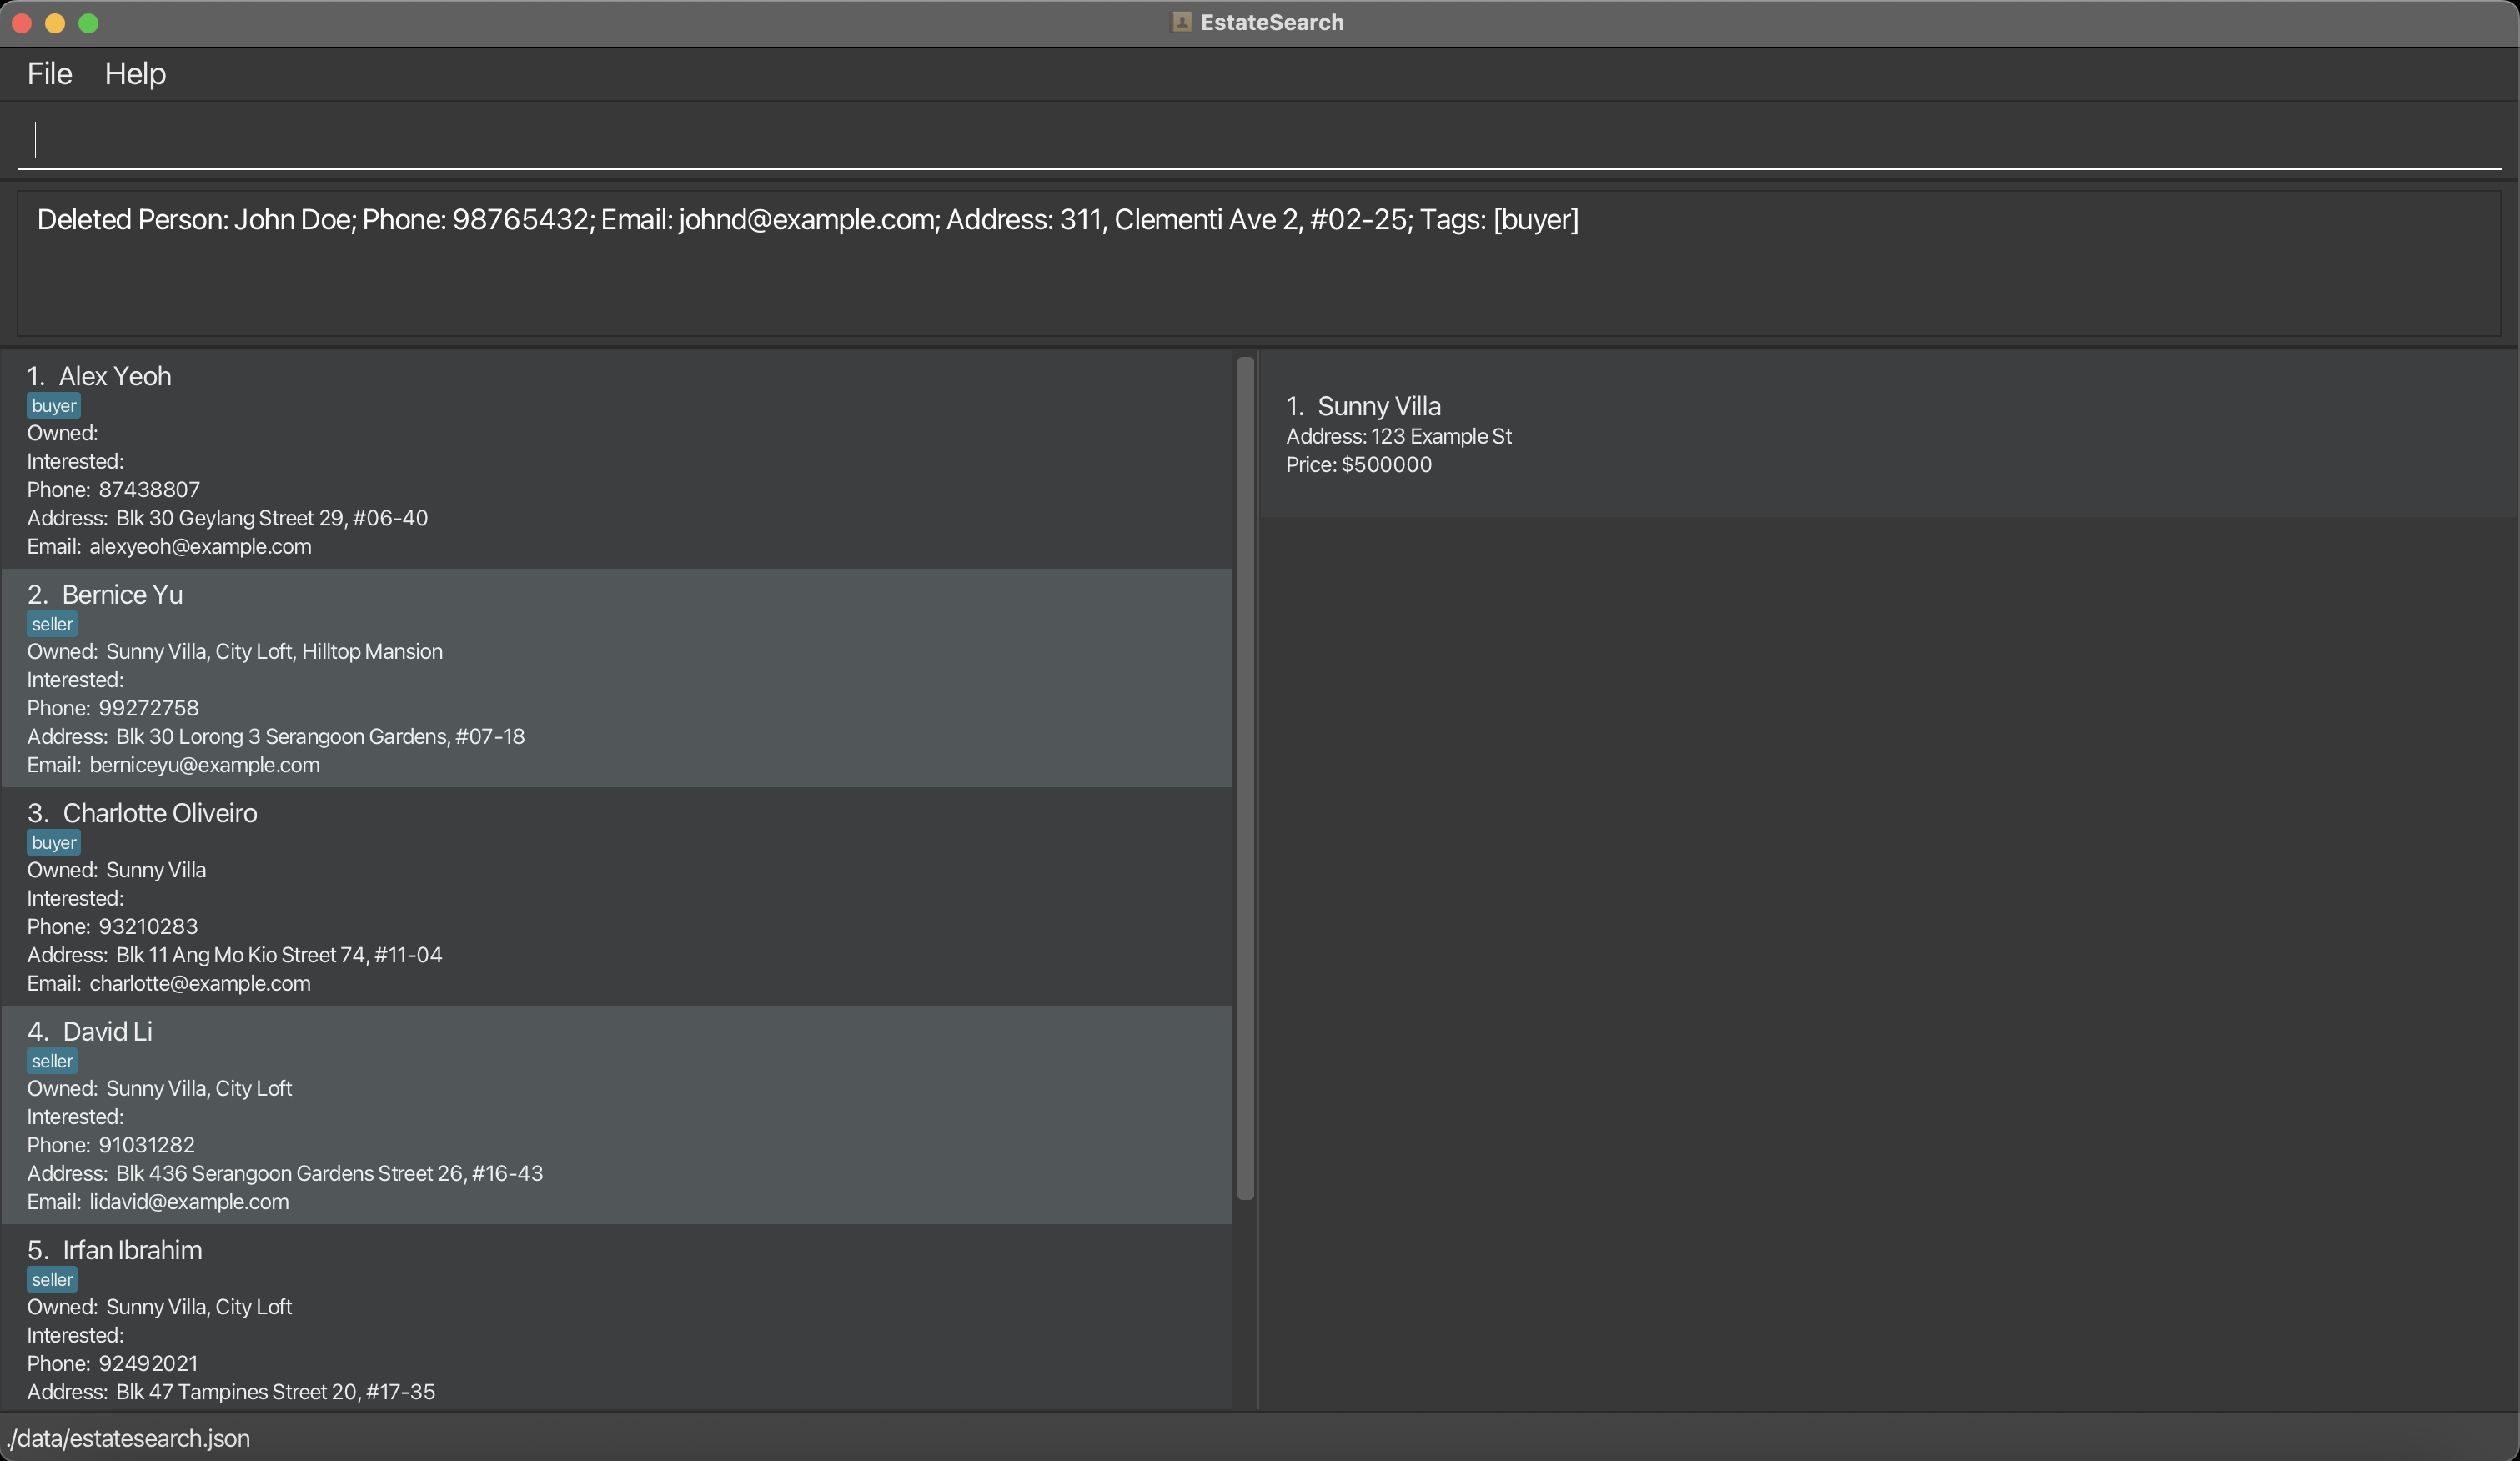 EstateSearch
File Help
Deleted Person: John Doe; Phone: 98765432; Email: johnd@example.com; Address: 311, Clementi Ave 2, #02-25; Tags: [buyer]
1. Alex Yeoh
buyer
Owned:
Interested:
Phone: 87438807
Address: Blk 30 Geylang Street 29, #06-40
Email: alexyeoh@example.com
2. Bernice Yu
seller
Owned: Sunny Villa, City Loft, Hilltop Mansion
Interested:
Phone: 99272758
Address: Blk 30 Lorong 3 Serangoon Gardens, #07-18
Email: berniceyu@example.com
3. Charlotte Oliveiro
buyer
Owned: Sunny Villa
Interested:
Phone: 93210283
Address: Blk 11 Ang Mo Kio Street 74, #11-04
Email: charlotte@example.com
4. David Li
seller
Owned: Sunny Villa, City Loft
Interested:
Phone: 91031282
Address: Blk 436 Serangoon Gardens Street 26, #16-43
Email: lidavid@example.com
5. Irfan Ibrahim
seller
Owned: Sunny Villa, City Loft
Interested:
Phone: 92492021
Address: Blk 47 Tampines Street 20, #17-35
1. Sunny Villa
Address: 123 Example St
Price: $500000
./data/estatesearch.json